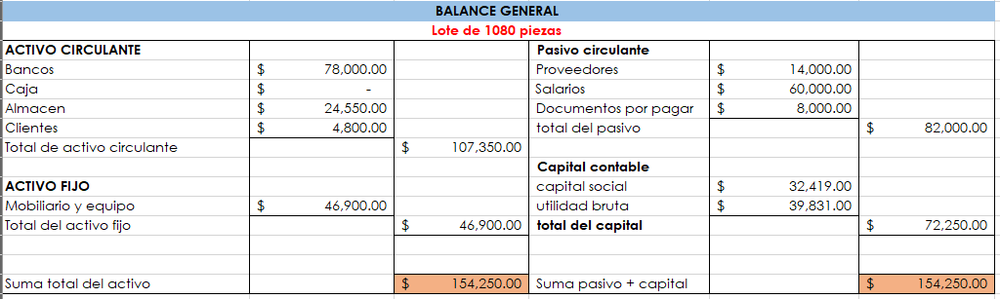 BALANCE GENERAL
Lote de 1080 piezas
ACTIVO CIRCULANTE Pasivo circulante
Bancos $ 78,000.00 Proveedores $ 14,000.00
Caja $ - Salarios $ 60,000.00
Almacen $ 24,550.00 Documentos por pagar $ 8,000.00
Clientes $ 4,800.00 total del pasivo $ 82,000.00
Total de activo circulante $ 107,350.00
Capital contable
ACTIVO FIJO capital social $ 32,419.00
Mobiliario y equipo $ 46,900.00 utilidad bruta $ 39,831.00
Total del activo fijo $ 46,900.00 total del capital $ 72,250.00
Suma total del activo $ 154,250.00 Suma pasivo + capital $ 154,250.00